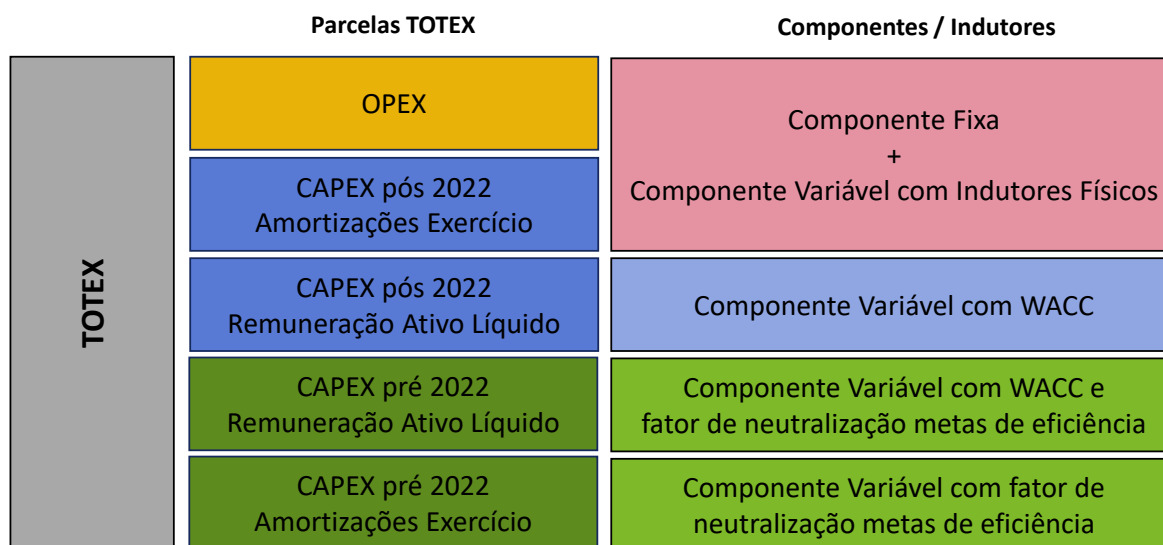 Parcelas TOTEX
Componentes / Indutores
TOTEX
OPEX
Componente Fixa
+
Componente Variável com Indutores Físicos
CAPEX pós 2022
Amortizações Exercício
CAPEX pós 2022
Remuneração Ativo Líquido
Componente Variável com WACC
CAPEX pré 2022
Remuneração Ativo Líquido
Componente Variável com WACC e
fator de neutralização metas de eficiência
CAPEX pré 2022
Amortizações Exercício
Componente Variável com fator de
neutralização metas de eficiência